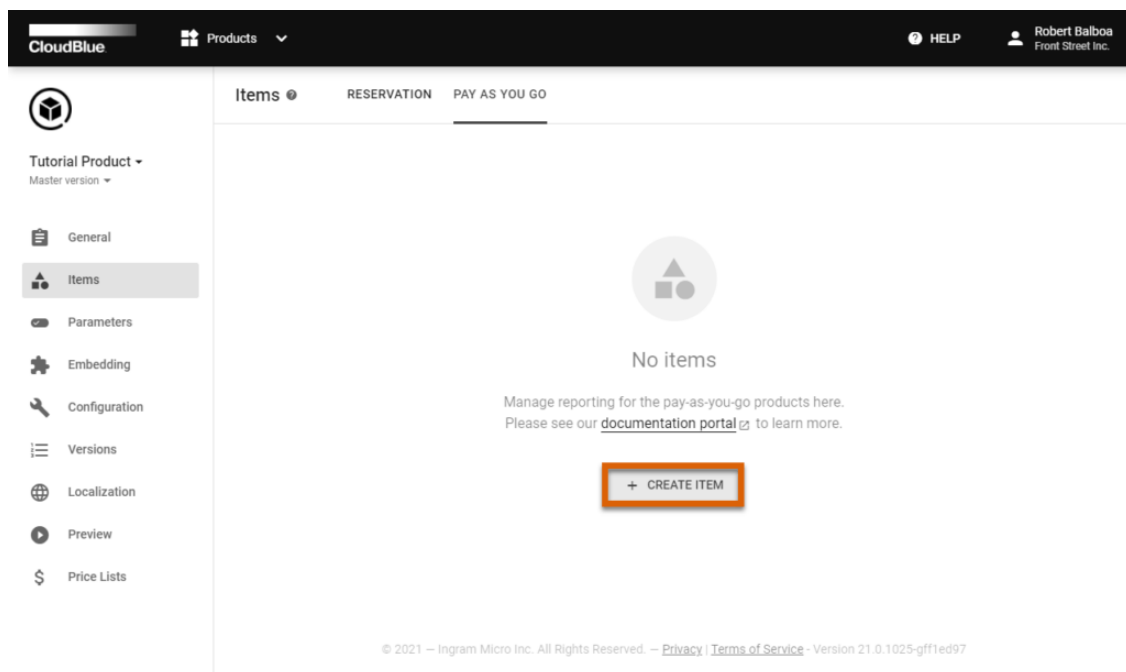 CloudBlue
Products
HELP
Robert Balboa
Front Street Inc.
Items
RESERVATION
PAY AS YOU GO
Tutorial Product
Master version
General
Items
Parameters
Embedding
Configuration
Versions
Localization
Preview
Price Lists
No items
Manage reporting for the pay-as-you-go products here.
Please see our documentation portal to learn more.
+ CREATE ITEM
© 2021 — Ingram Micro Inc. All Rights Reserved. — Privacy | Terms of Service - Version 21.0.1025-gff1ed97